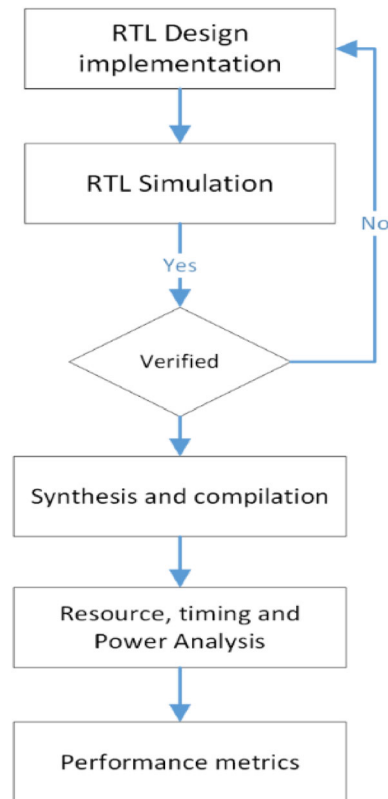 RTL Design
implementation
RTL Simulation
No
Yes
Verified
Synthesis and compilation
Resource, timing and
Power Analysis
Performance metrics